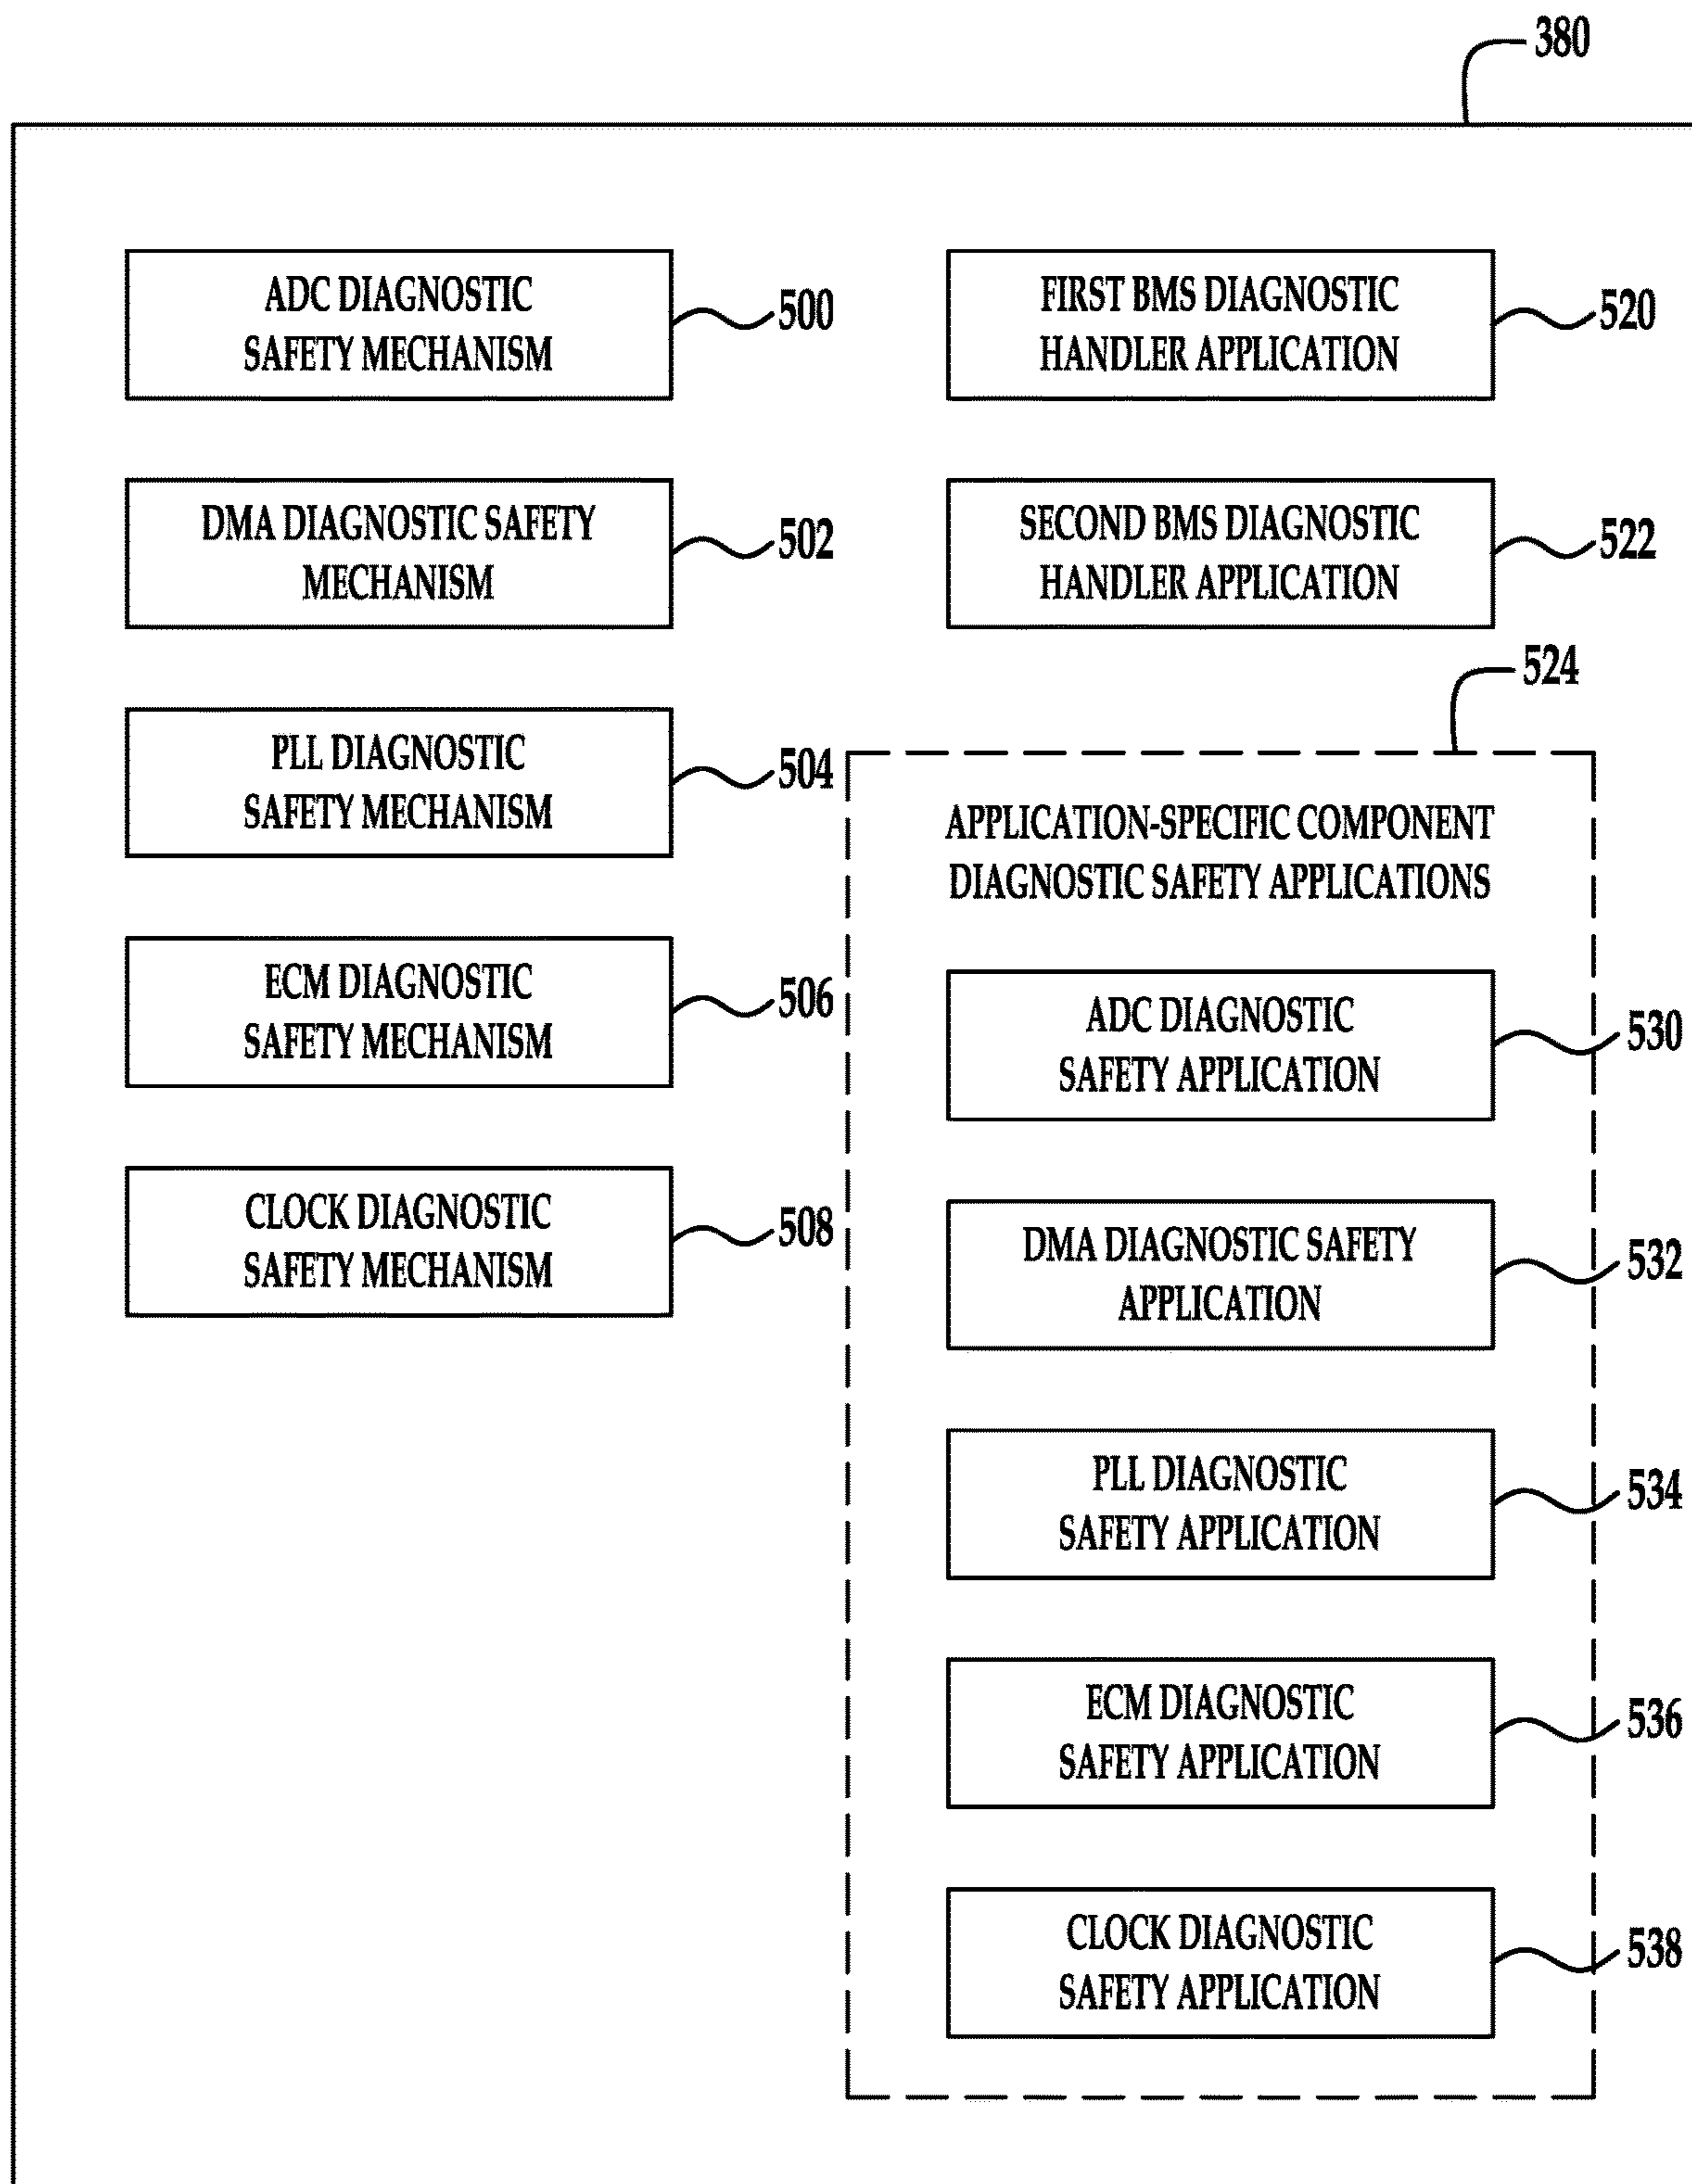 380
ADC DIAGNOSTIC
SAFETY MECHANISM
500
DMA DIAGNOSTIC SAFETY
MECHANISM
502
PLL DIAGNOSTIC
SAFETY MECHANISM
504
ECM DIAGNOSTIC
SAFETY MECHANISM
506
CLOCK DIAGNOSTIC
SAFETY MECHANISM
508
FIRST BMS DIAGNOSTIC
HANDLER APPLICATION
520
SECOND BMS DIAGNOSTIC
HANDLER APPLICATION
522
524
APPLICATION-SPECIFIC COMPONENT
DIAGNOSTIC SAFETY APPLICATIONS
ADC DIAGNOSTIC
SAFETY APPLICATION
530
DMA DIAGNOSTIC SAFETY
APPLICATION
532
PLL DIAGNOSTIC
SAFETY APPLICATION
534
ECM DIAGNOSTIC
SAFETY APPLICATION
536
CLOCK DIAGNOSTIC
SAFETY APPLICATION
538